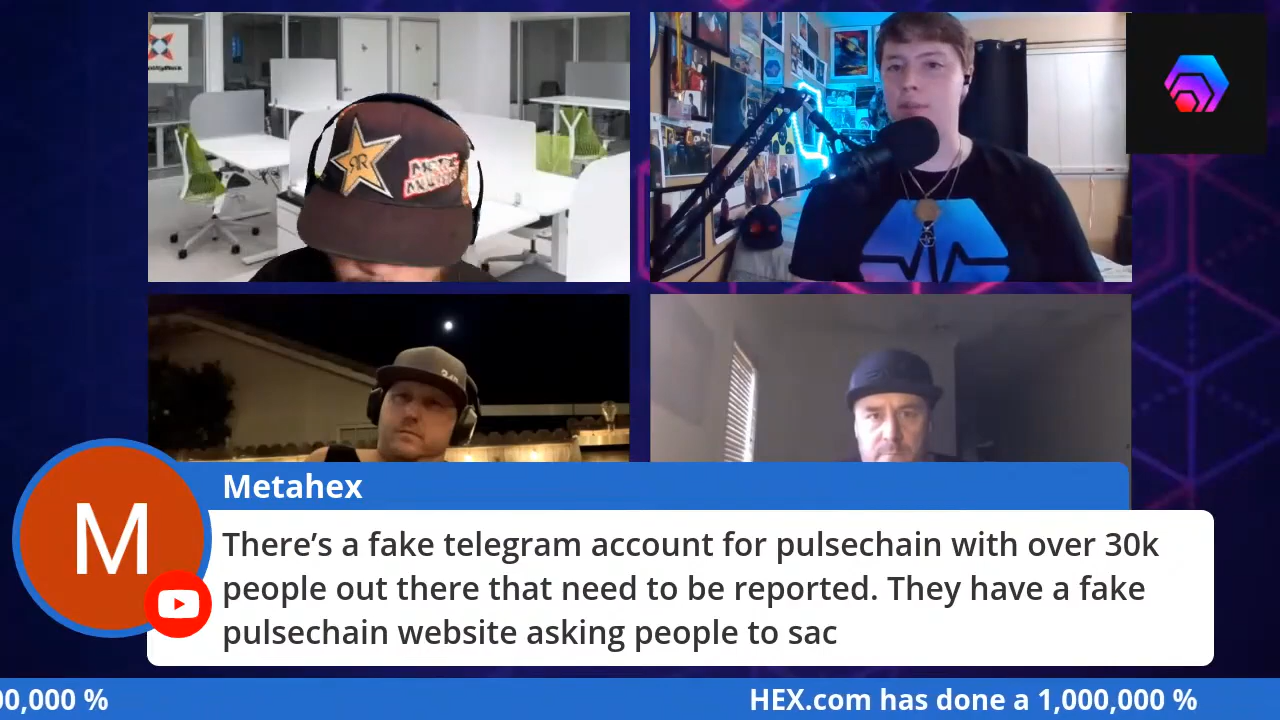 Metahex
There’s a fake telegram account for pulsechain with over 30k
people out there that need to be reported. They have a fake
pulsechain website asking people to sac
00,000 %
HEX.com has done a 1,000,000 %
M